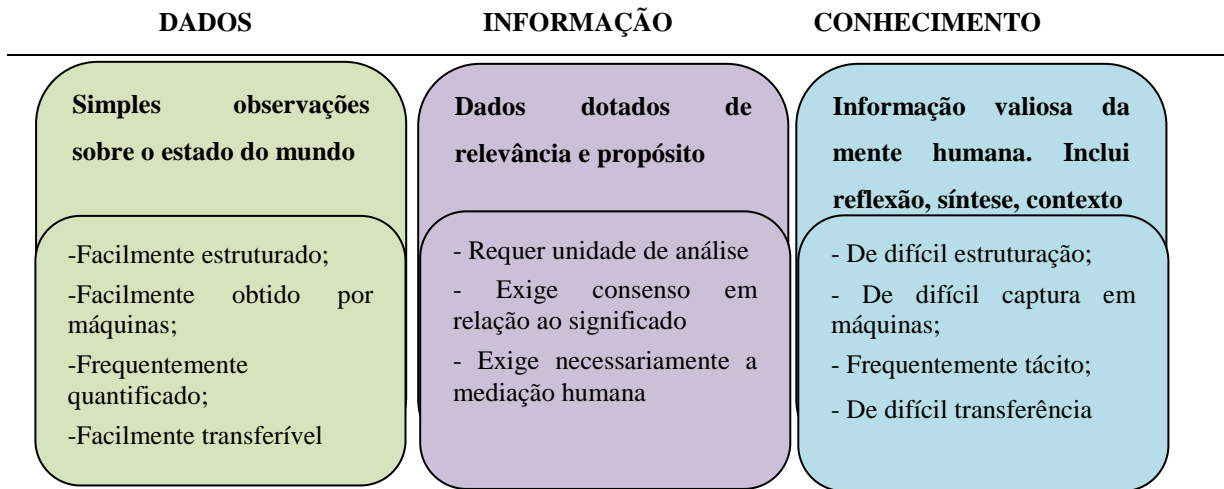 DADOS INFORMAÇÃO CONHECIMENTO
Simples observações
sobre o estado do mundo
-Facilmente estruturado;
-Facilmente obtido por
máquinas;
-Frequentemente
quantificado;
-Facilmente transferível
Dados dotados de
relevância e propósito
- Requer unidade de análise
- Exige consenso em
relação ao significado
- Exige necessariamente a
mediação humana
Informação valiosa da
mente humana. Inclui
reflexão, síntese, contexto
- De difícil estruturação;
- De difícil captura em
máquinas;
- Frequentemente tácito;
- De difícil transferência